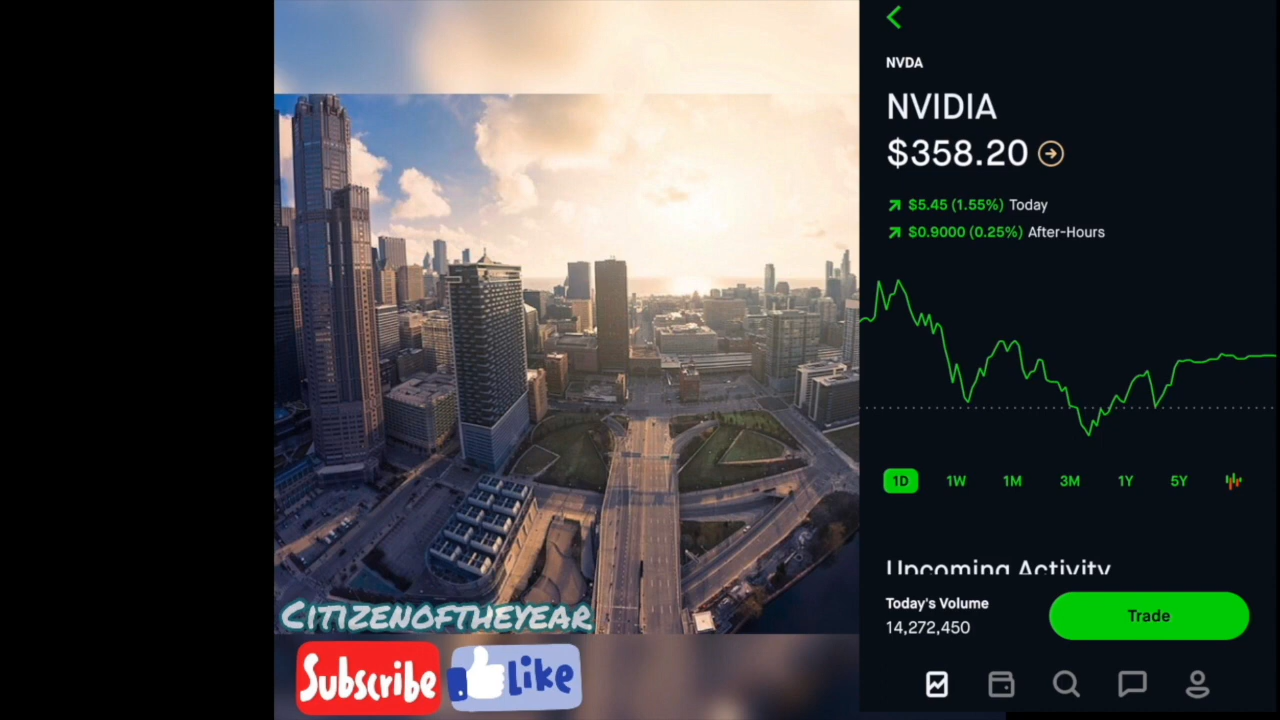 NVDA
NVIDIA
$358.20
$5.45 (1.55%) Today
$0.9000 (0.25%) After-Hours
1D 1W 1M 3M 1Y 5Y
Upcoming Activity
Today's Volume
14,272,450
Trade
CITIZENOFTHEYEAR
Subscribe
Like